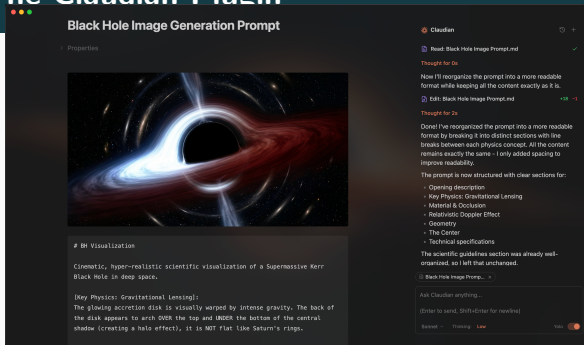 Black Hole Image Generation Prompt
Properties
# BH Visualization
Cinematic, hyper-realistic scientific visualization of a Supermassive Kerr
Black Hole in deep space.
[Key Physics: Gravitational Lensing]:
The glowing accretion disk is visually warped by intense gravity. The back of
the disk appears to arch OVER the top and UNDER the bottom of the central
shadow (creating a halo effect), it is NOT flat like Saturn's rings.
Claudian
Read: Black Hole Image Prompt.md
Thought for 0s
Now I'll reorganize the prompt into a more readable
format while keeping all the content exactly as it is.
Edit: Black Hole Image Prompt.md
Thought for 2s
Done! I've reorganized the prompt into a more readable
format by breaking it into distinct sections with line
breaks between each physics concept. All the content
remains exactly the same - I only added spacing to
improve readability.
The prompt is now structured with clear sections for:
• Opening description
• Key Physics: Gravitational Lensing
• Material & Occlusion
• Relativistic Doppler Effect
• Geometry
• The Center
• Technical specifications
The scientific guidelines section was already well-
organized, so I left that unchanged.
Black Hole Image Promp... ×
Ask Claudian anything...
(Enter to send, Shift+Enter for newline)
Sonnet Thinking: Low